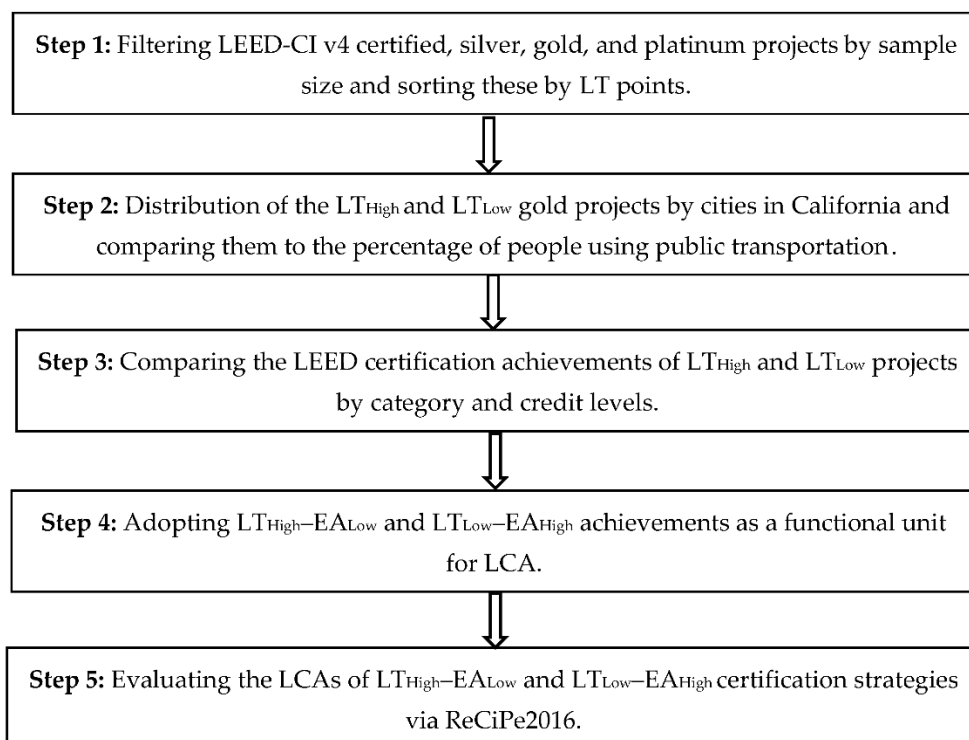 Step 1: Filtering LEED-CI v4 certified, silver, gold, and platinum projects by sample
size and sorting these by LT points.
Step 2: Distribution of the LTHigh and LTLow gold projects by cities in California and
comparing them to the percentage of people using public transportation.
Step 3: Comparing the LEED certification achievements of LTHigh and LTLow projects
by category and credit levels.
Step 4: Adopting LTHigh–EALow and LTLow–EAHigh achievements as a functional unit
for LCA.
Step 5: Evaluating the LCAs of LTHigh–EALow and LTLow–EAHigh certification strategies
via ReCiPe2016.